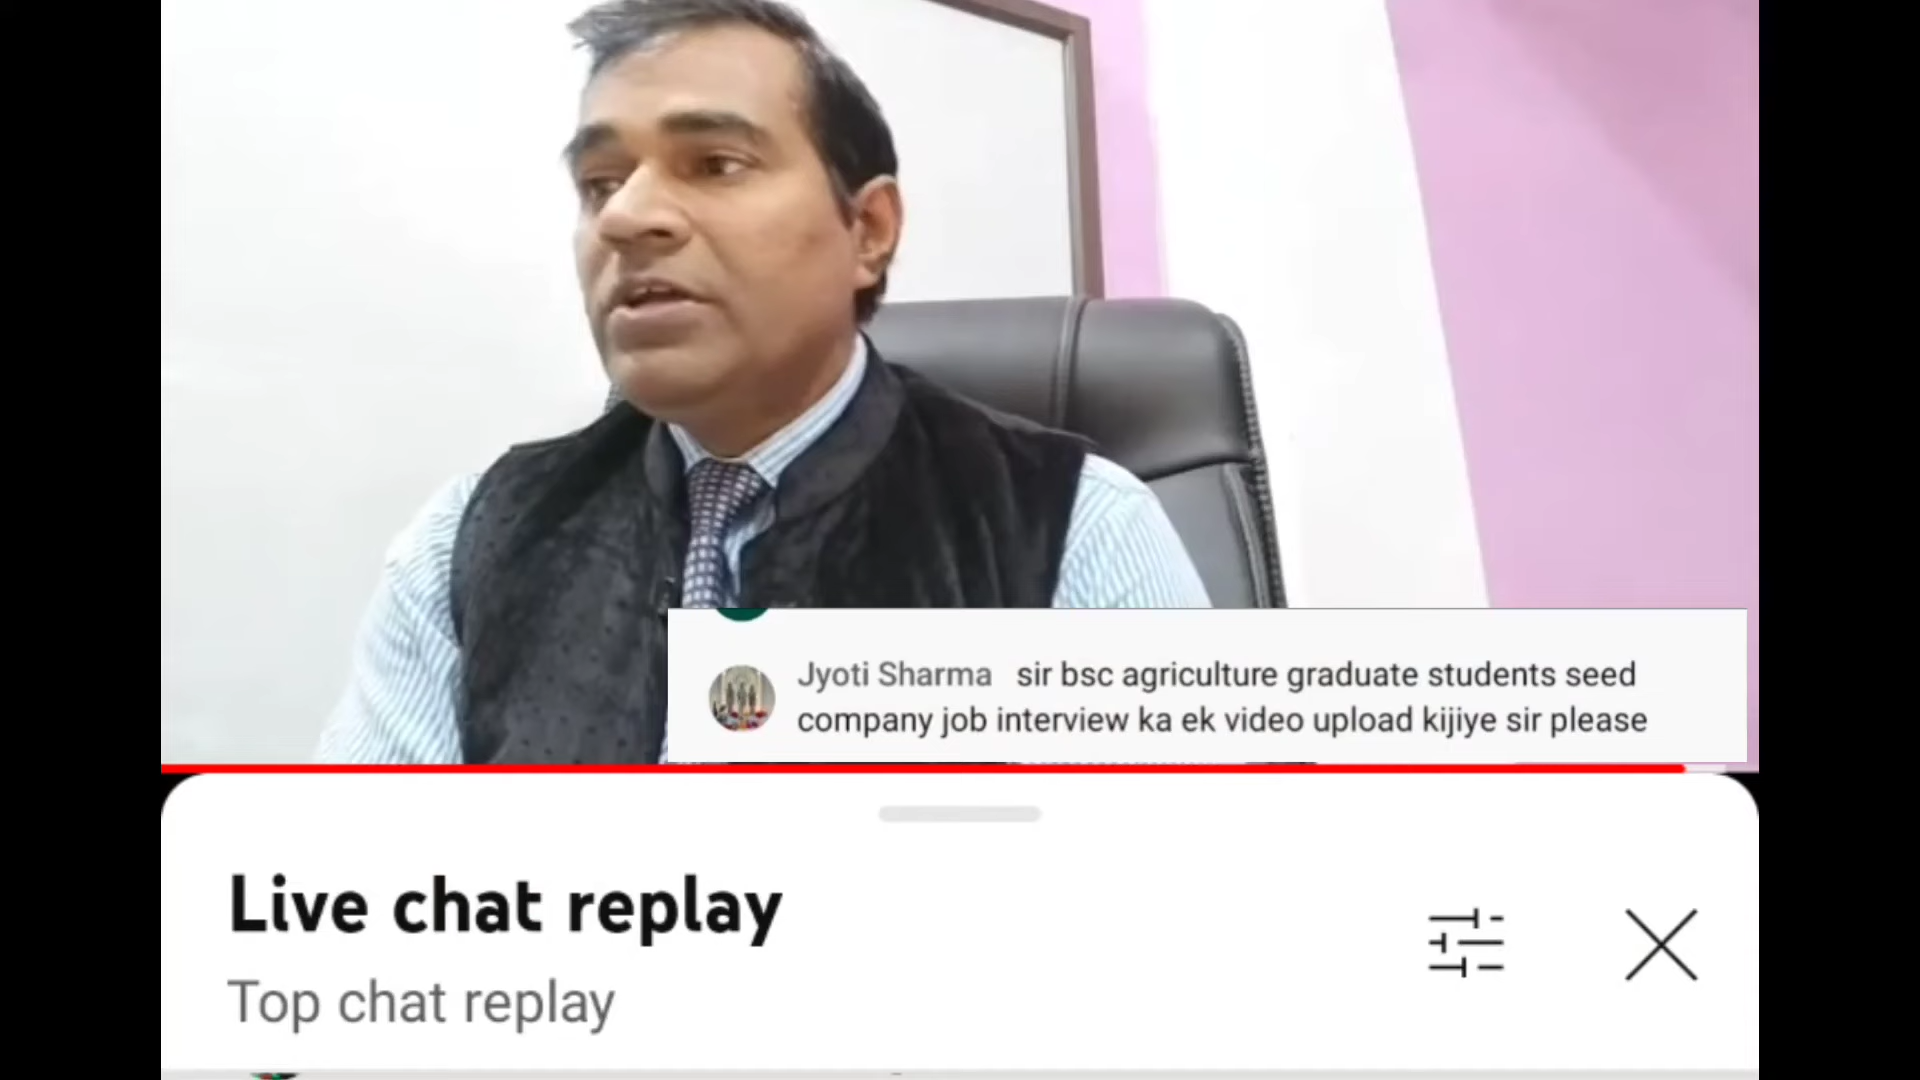 Jyoti Sharma sir bsc agriculture graduate students seed
company job interview ka ek video upload kijiye sir please
Live chat replay
Top chat replay